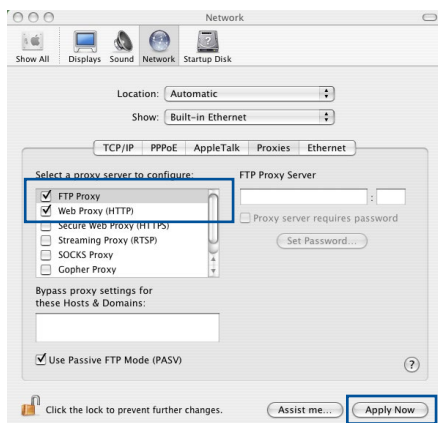 Network
Show All Displays Sound Network Startup Disk
Location: Automatic
Show: Built-in Ethernet
TCP/IP PPPoE AppleTalk Proxies Ethernet
Select a proxy server to configure: FTP Proxy Server
FTP Proxy
:
Web Proxy (HTTP)
Proxy server requires password
Secure Web Proxy (HTTPS)
Streaming Proxy (RTSP) Set Password...
SOCKS Proxy
Gopher Proxy
Bypass proxy settings for
these Hosts & Domains:
Use Passive FTP Mode (PASV)
?
Click the lock to prevent further changes. Assist me... Apply Now